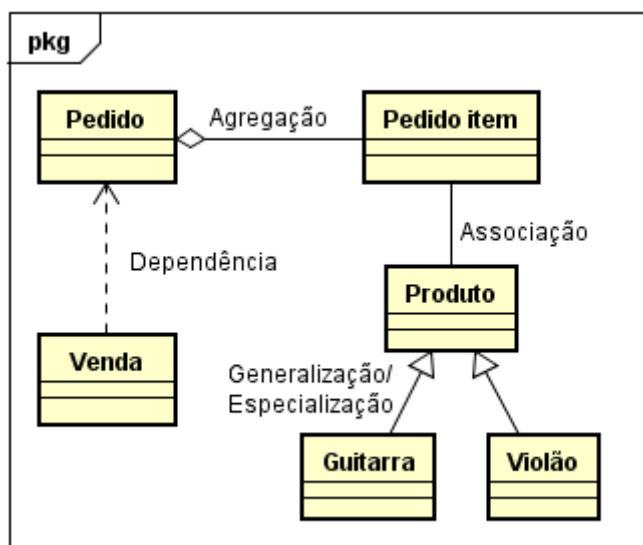 pkg
Pedido
Agregação
Pedido item
Associação
Dependência
Produto
Venda
Generalização/
Especialização
Guitarra
Violão